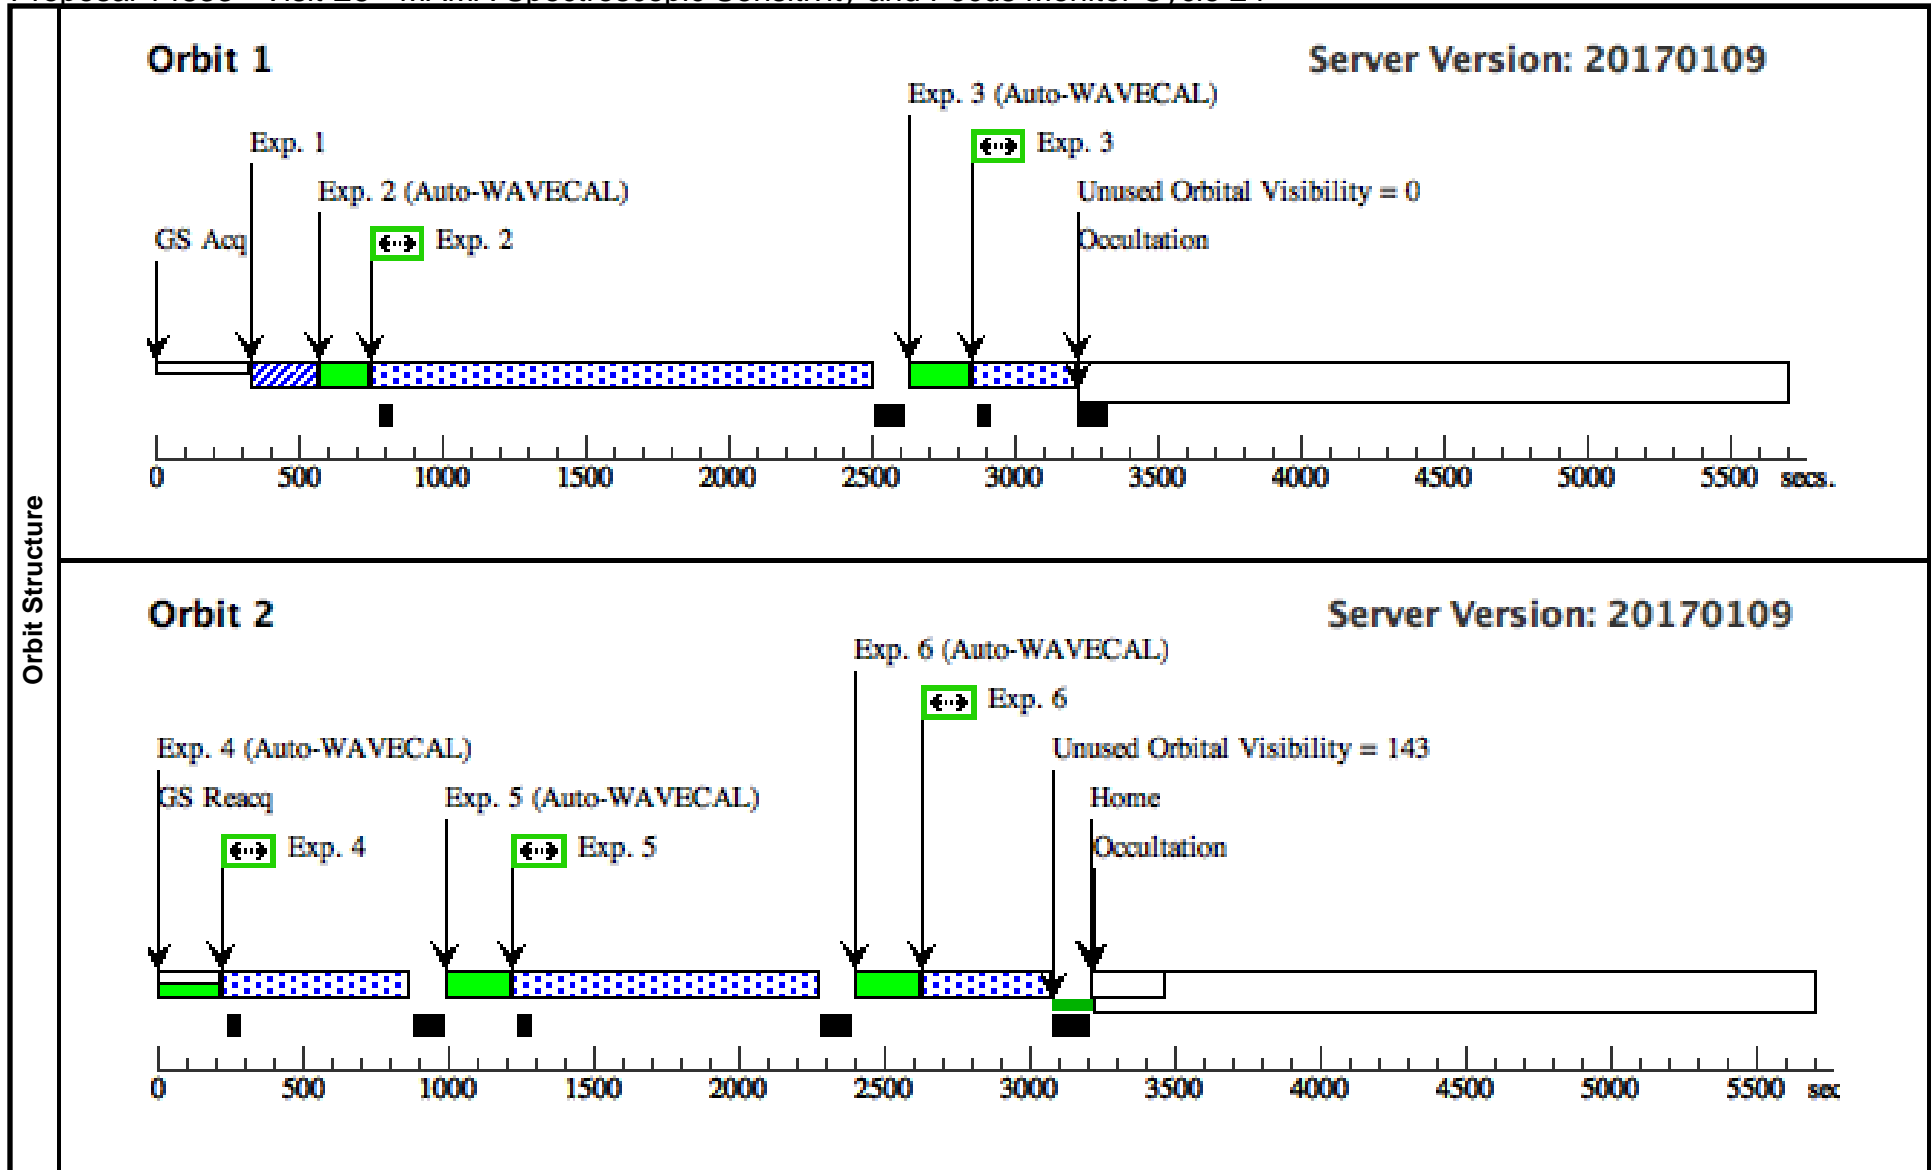 Orbit Structure
Orbit 1
Server Version: 20170109
Exp. 3 (Auto-WAVECAL)
Exp. 1
Exp. 3
Exp. 2 (Auto-WAVECAL)
Unused Orbital Visibility = 0
GS Acq
Exp. 2
Occultation
0 500 1000 1500 2000 2500 3000 3500 4000 4500 5000 5500 secs.
Orbit 2
Server Version: 20170109
Exp. 6 (Auto-WAVECAL)
Exp. 6
Exp. 4 (Auto-WAVECAL)
Unused Orbital Visibility = 143
GS Reacq
Exp. 5 (Auto-WAVECAL)
Home
Exp. 4
Exp. 5
Occultation
0 500 1000 1500 2000 2500 3000 3500 4000 4500 5000 5500 sec